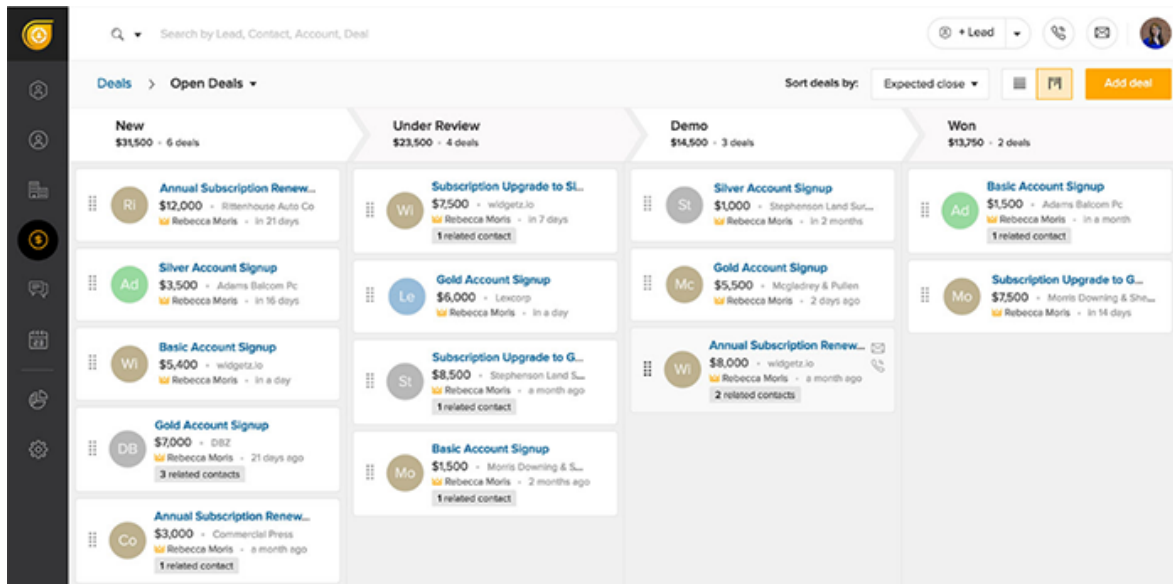 Search by Lead, Contact, Account, Deal
+ Lead
Deals > Open Deals
Sort deals by:
Expected close
Add deal
New
$31,500 • 6 deals
Under Review
$23,500 • 4 deals
Demo
$14,500 • 3 deals
Won
$13,750 • 2 deals
Ri
Annual Subscription Renew...
$12,000 • Rittenhouse Auto Co
Rebecca Moris • in 21 days
Ad
Silver Account Signup
$3,500 • Adams Balcom Pc
Rebecca Moris • in 16 days
Wi
Basic Account Signup
$5,400 • widgetz.io
Rebecca Moris • in a day
DB
Gold Account Signup
$7,000 • DBZ
Rebecca Moris • 21 days ago
3 related contacts
Co
Annual Subscription Renew...
$3,000 • Commercial Press
Rebecca Moris • a month ago
1 related contact
Wi
Subscription Upgrade to Si...
$7,500 • widgetz.io
Rebecca Moris • in 7 days
1 related contact
Le
Gold Account Signup
$6,000 • Lexcorp
Rebecca Moris • in a day
St
Subscription Upgrade to G...
$8,500 • Stephenson Land S...
Rebecca Moris • a month ago
1 related contact
Mo
Basic Account Signup
$1,500 • Morris Downing & S...
Rebecca Moris • 2 months ago
1 related contact
St
Silver Account Signup
$1,000 • Stephenson Land Sur...
Rebecca Moris • in 2 months
Mc
Gold Account Signup
$5,500 • Mcgladrey & Pullen
Rebecca Moris • 2 days ago
Wi
Annual Subscription Renew...
$8,000 • widgetz.io
Rebecca Moris • a month ago
2 related contacts
Ad
Basic Account Signup
$1,500 • Adams Balcom Pc
Rebecca Moris • in a month
1 related contact
Mo
Subscription Upgrade to G...
$7,500 • Morris Downing & She...
Rebecca Moris • in 14 days